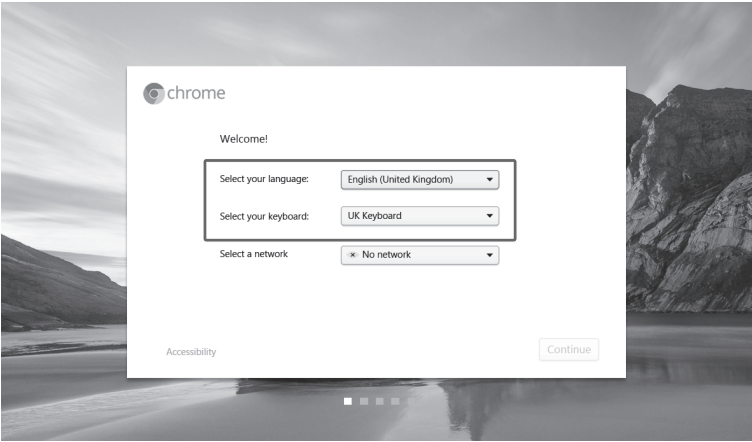 chrome
Welcome!
Select your language: English (United Kingdom)
Select your keyboard: UK Keyboard
Select a network No network
Accessibility Continue